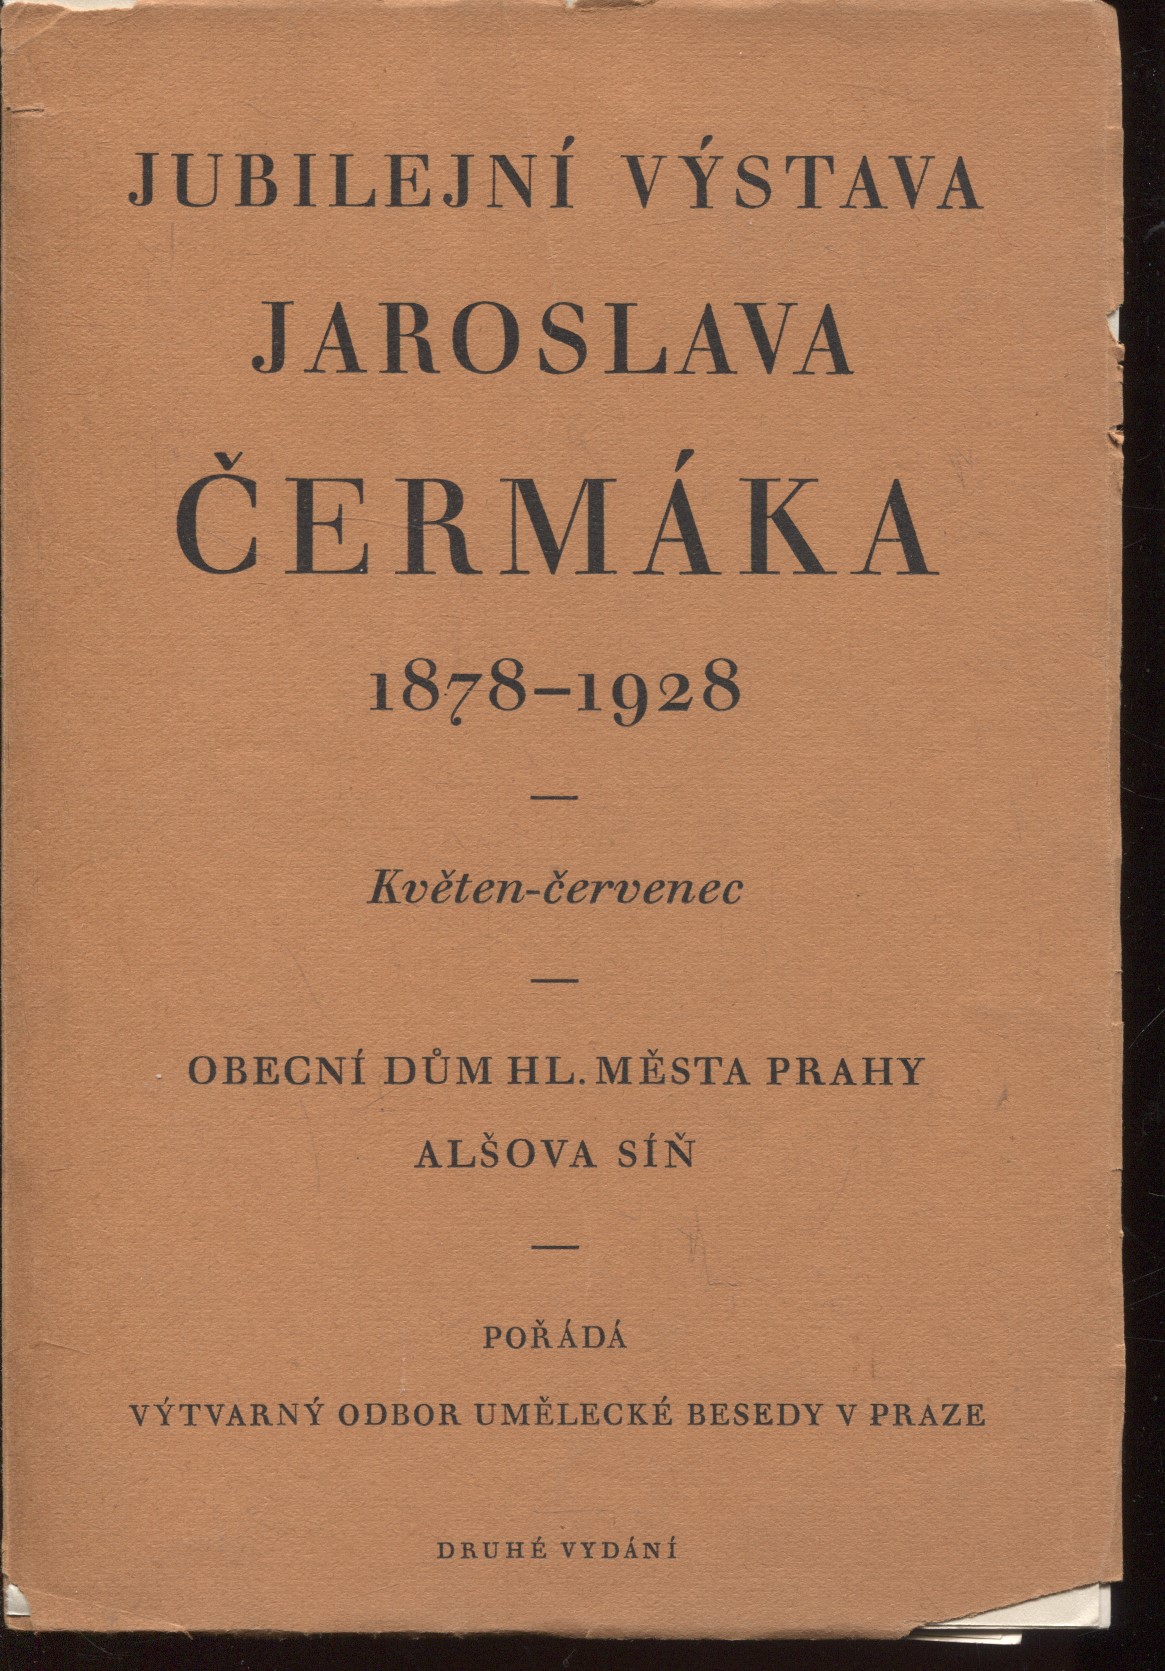 JUBILEJNÍ VÝSTAVA
JAROSLAVA
ČERMÁKA
1878–1928
Květen-červenec
OBECNÍ DŮM HL. MĚSTA PRAHY
ALŠOVA SÍŇ
POŘÁDÁ
VÝTVARNÝ ODBOR UMĚLECKÉ BESEDY V PRAZE
DRUHÉ VYDÁNÍ